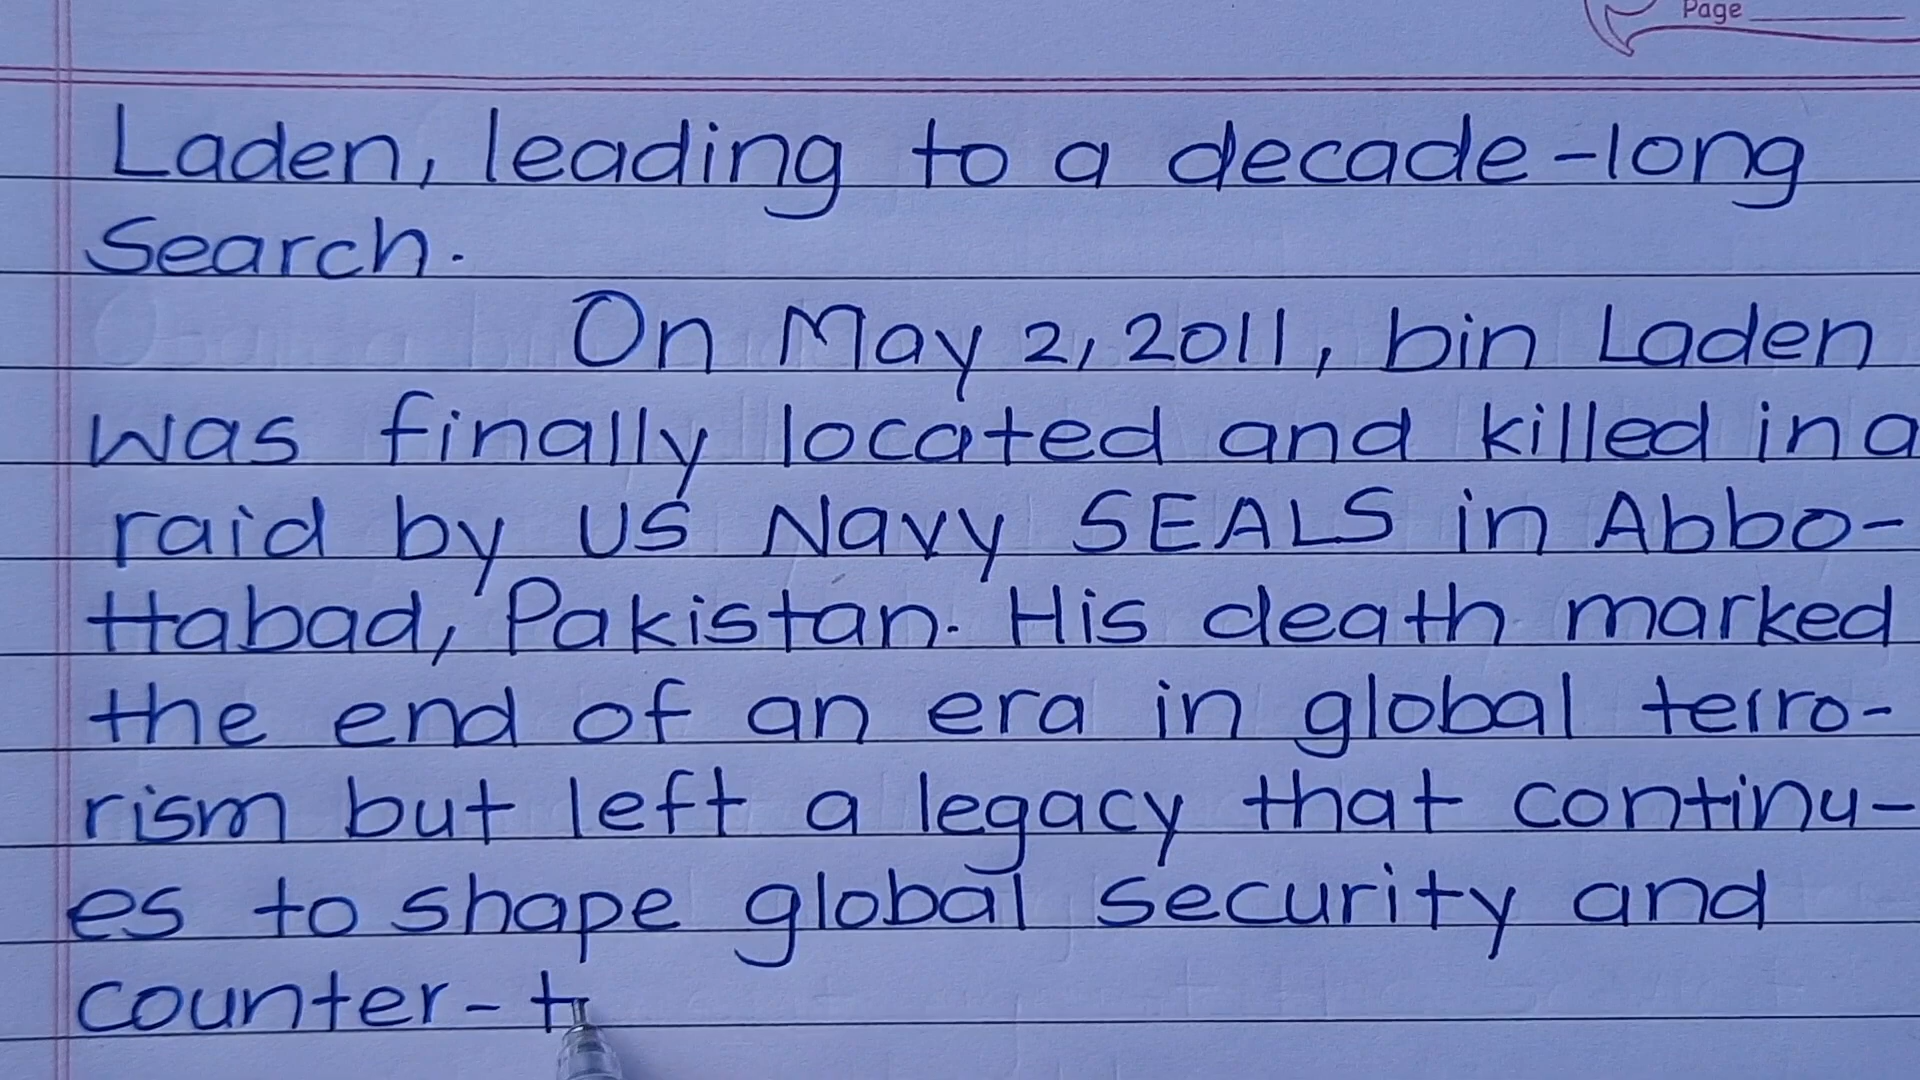 Page
Laden, leading to a decade-long
Search.
On May 2, 2011, bin Laden
was finally located and killed in a
raid by US Navy SEALS in Abbo-
ttabad, Pakistan. His death marked
the end of an era in global terro-
rism but left a legacy that continu-
es to shape global security and
counter-t